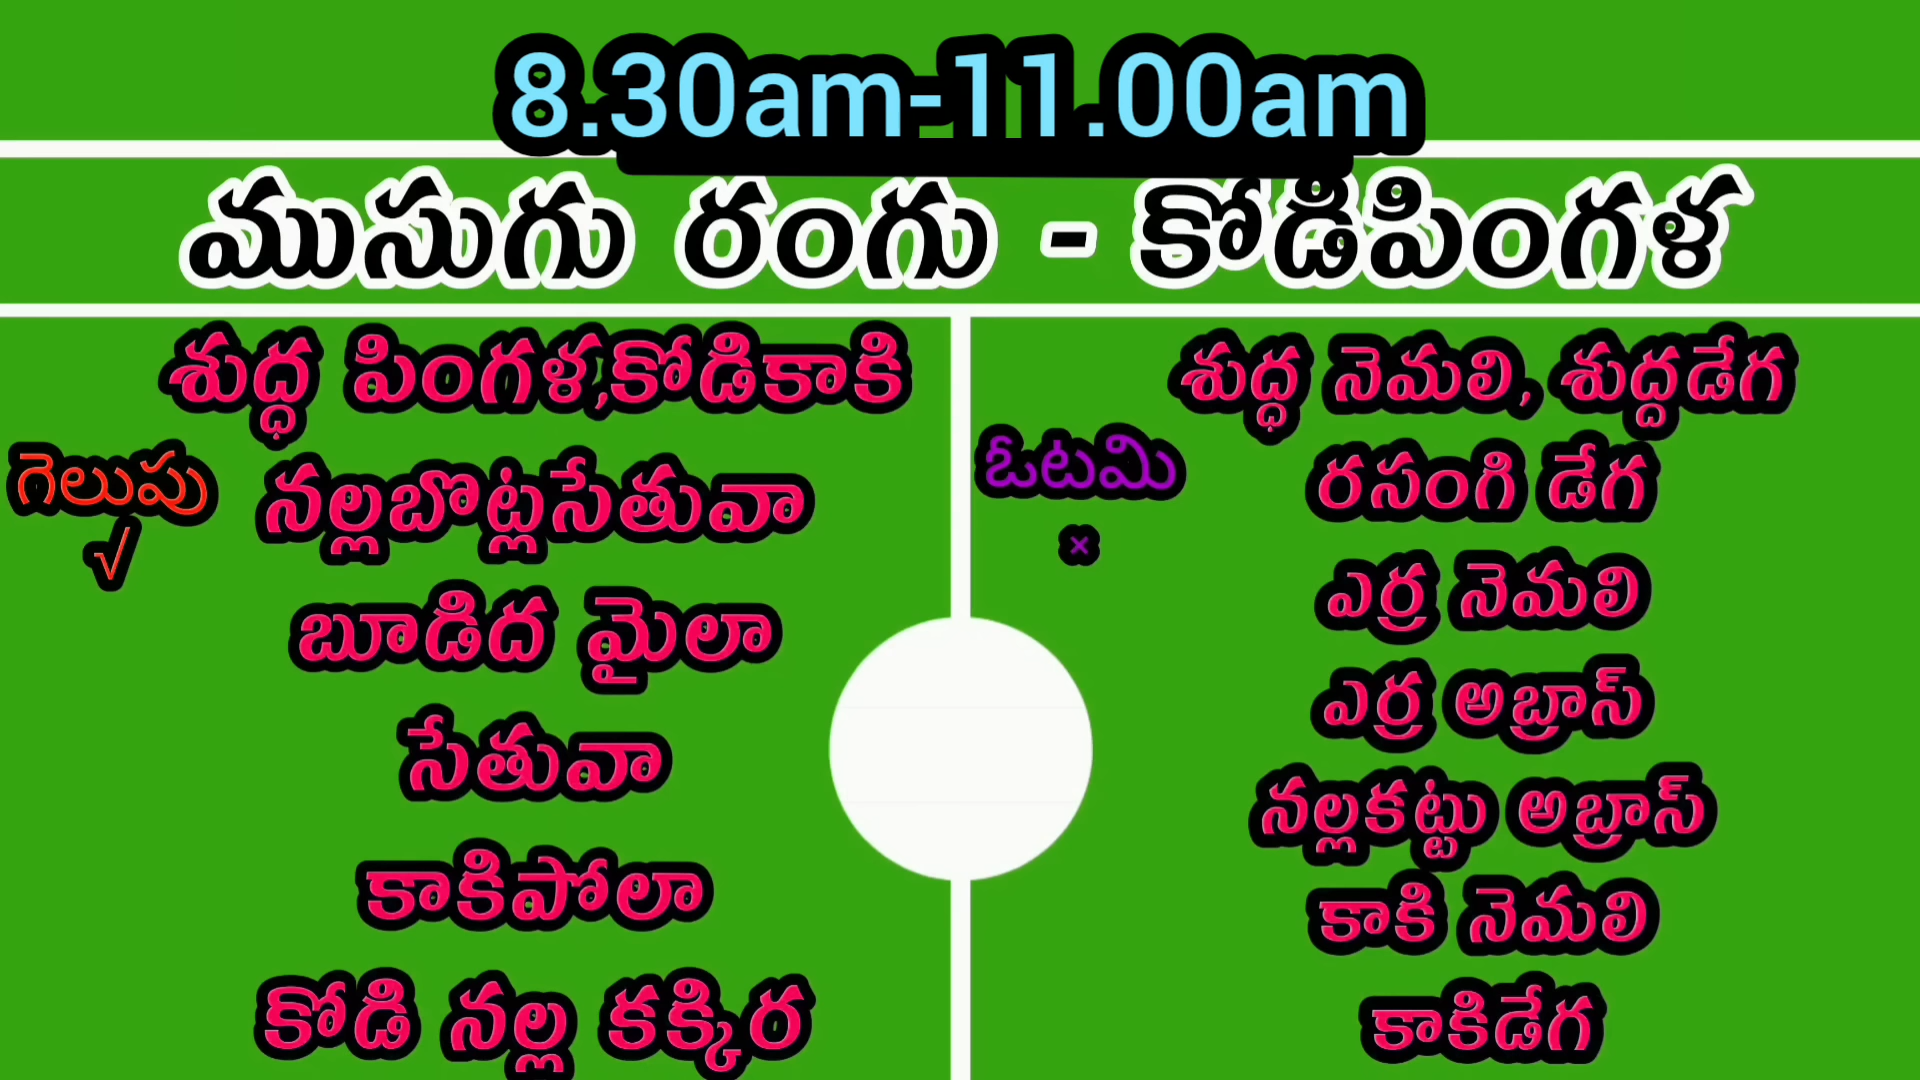 8.30am-11.00am
ముసుగు రంగు - కోడిపింగళ
శుద్ధ పింగళ,కోడికాకి
గెలుపు
√
నల్లబొట్లసేతువా
బూడిద మైలా
సేతువా
కాకిపోలా
కోడి నల్ల కక్కిర
శుద్ధ నెమలి, శుద్దడేగ
ఓటమి
×
రసంగి డేగ
ఎర్ర నెమలి
ఎర్ర అబ్రాస్
నల్లకట్టు అబ్రాస్
కాకి నెమలి
కాకిడేగ